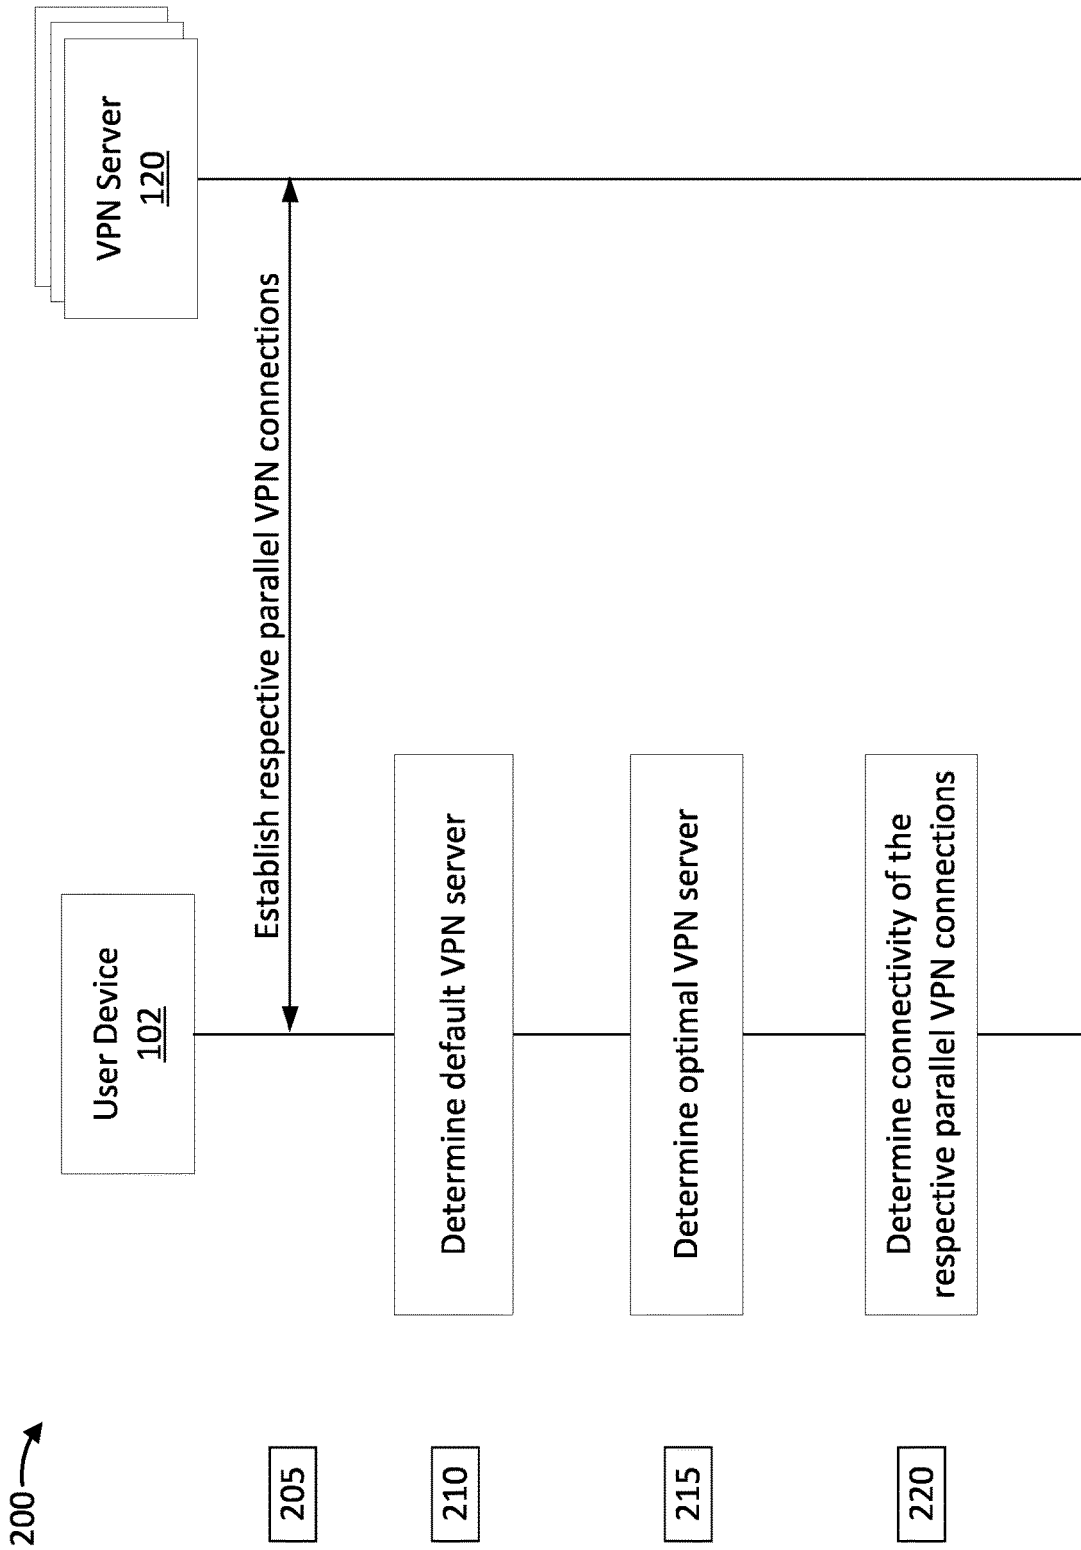 200
User Device
102
VPN Server
120
205
Establish respective parallel VPN connections
210
Determine default VPN server
215
Determine optimal VPN server
220
Determine connectivity of the
respective parallel VPN connections